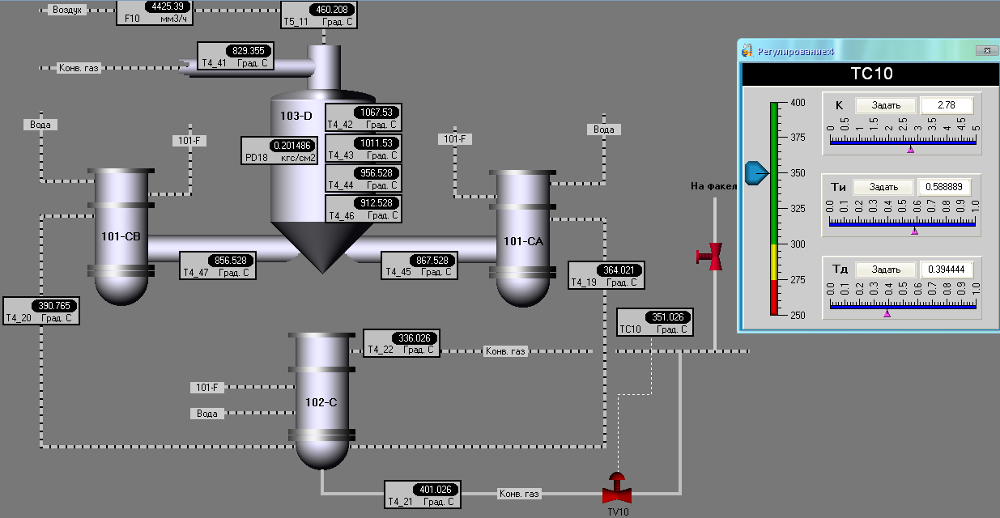 Воздух
4425.39
F10 мм3/ч
460.208
T5_11 Град. С
829.355
T4_41 Град. С
Конв. газ
103-D
1067.53
T4_42 Град. С
1011.53
T4_43 Град. С
0.201486
PD18 кгс/см2
956.528
T4_44 Град. С
912.528
T4_46 Град. С
Вода
101-F
101-F
Вода
На факел
101-CB
101-CA
856.528
T4_47 Град. С
867.528
T4_45 Град. С
364.021
T4_19 Град. С
390.765
T4_20 Град. С
351.026
TC10 Град. С
336.026
T4_22 Град. С
Конв. газ
101-F
102-C
Вода
401.026
T4_21 Град. С
Конв. газ
TV10
Регулирование:4
TC10
400
375
350
325
300
275
250
К Задать 2.78
0 0.5 1 1.5 2 2.5 3 3.5 4 4.5 5
Ти Задать 0.588889
0.0 0.1 0.2 0.3 0.4 0.5 0.6 0.7 0.8 0.9 1.0
Тд Задать 0.394444
0.0 0.1 0.2 0.3 0.4 0.5 0.6 0.7 0.8 0.9 1.0